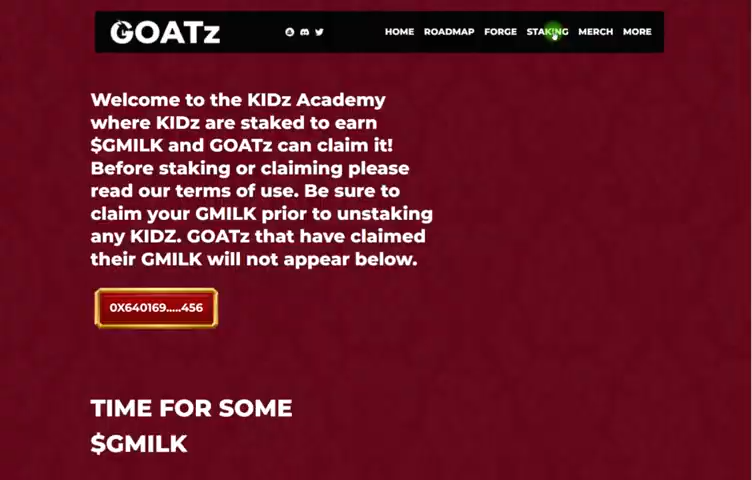 GOATz
HOME ROADMAP FORGE STAKING MERCH MORE
Welcome to the KIDz Academy
where KIDz are staked to earn
$GMILK and GOATz can claim it!
Before staking or claiming please
read our terms of use. Be sure to
claim your GMILK prior to unstaking
any KIDZ. GOATz that have claimed
their GMILK will not appear below.
0X640169.....456
TIME FOR SOME
$GMILK